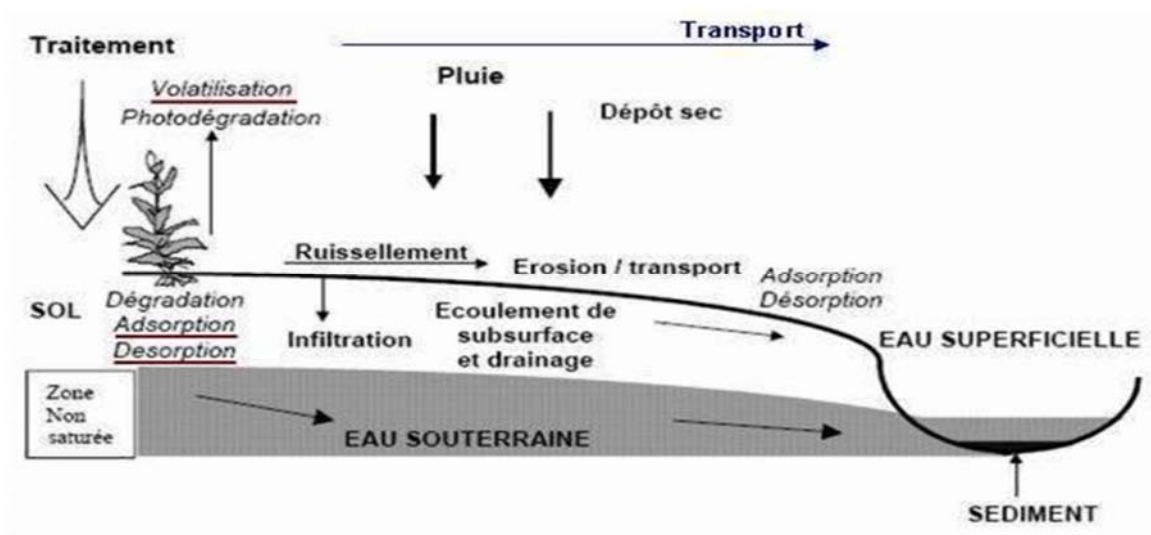 Transport
Traitement
Pluie
Volatilisation
Photodégradation
Dépôt sec
Ruissellement
Erosion / transport
Adsorption
Désorption
SOL
Dégradation
Adsorption
Desorption
Infiltration
Ecoulement de
subsurface
et drainage
EAU SUPERFICIELLE
Zone
Non
saturée
EAU SOUTERRAINE
SEDIMENT